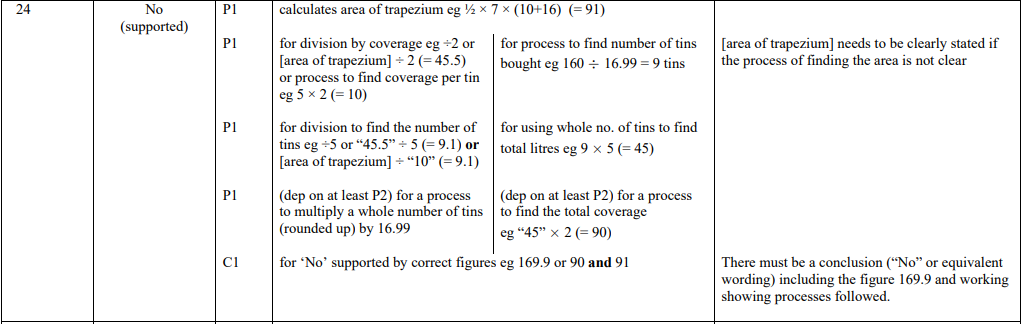 24
No
(supported)
P1
calculates area of trapezium eg ½ × 7 × (10+16) (= 91)
P1
for division by coverage eg ÷2 or
[area of trapezium] ÷ 2 (= 45.5)
or process to find coverage per tin
eg 5 × 2 (= 10)
for process to find number of tins
bought eg 160 ÷ 16.99 = 9 tins
[area of trapezium] needs to be clearly stated if
the process of finding the area is not clear
P1
for division to find the number of
tins eg ÷5 or “45.5” ÷ 5 (= 9.1) or
[area of trapezium] ÷ “10” (= 9.1)
for using whole no. of tins to find
total litres eg 9 × 5 (= 45)
P1
(dep on at least P2) for a process
to multiply a whole number of tins
(rounded up) by 16.99
(dep on at least P2) for a process
to find the total coverage
eg “45” × 2 (= 90)
C1
for ‘No’ supported by correct figures eg 169.9 or 90 and 91
There must be a conclusion (“No” or equivalent
wording) including the figure 169.9 and working
showing processes followed.